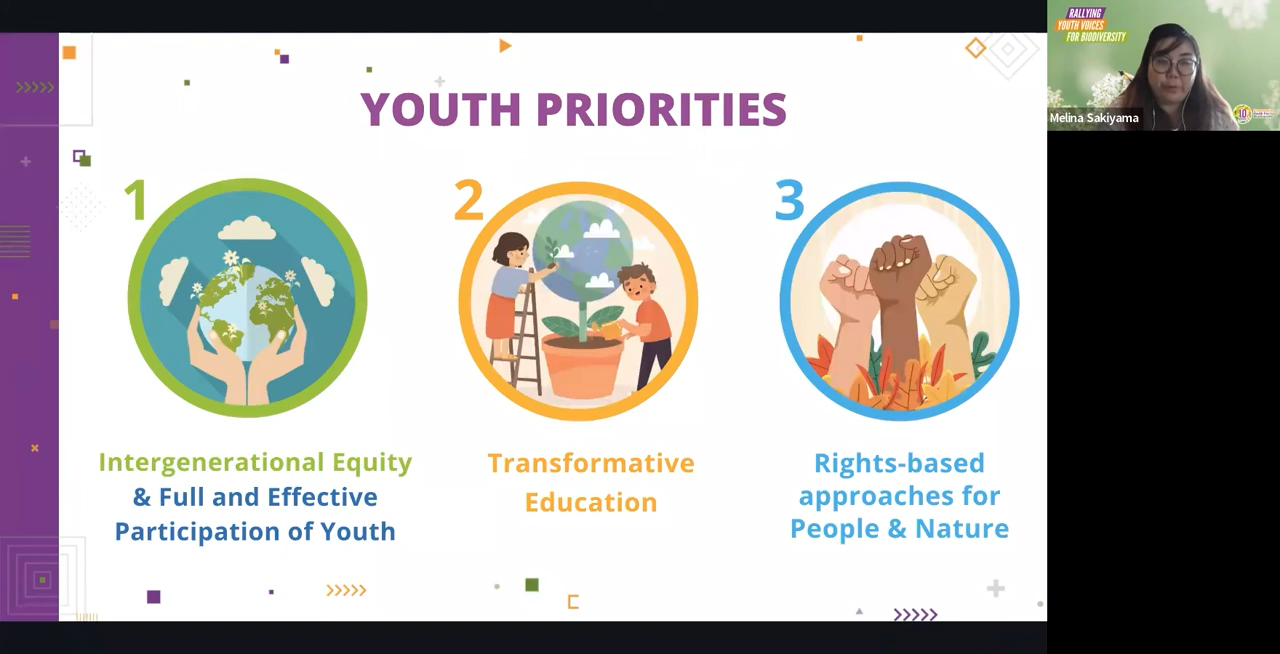 YOUTH PRIORITIES
1
2
3
Intergenerational Equity
& Full and Effective
Participation of Youth
Transformative
Education
Rights-based
approaches for
People & Nature
RALLYING
YOUTH VOICES
FOR BIODIVERSITY
Melina Sakiyama
10